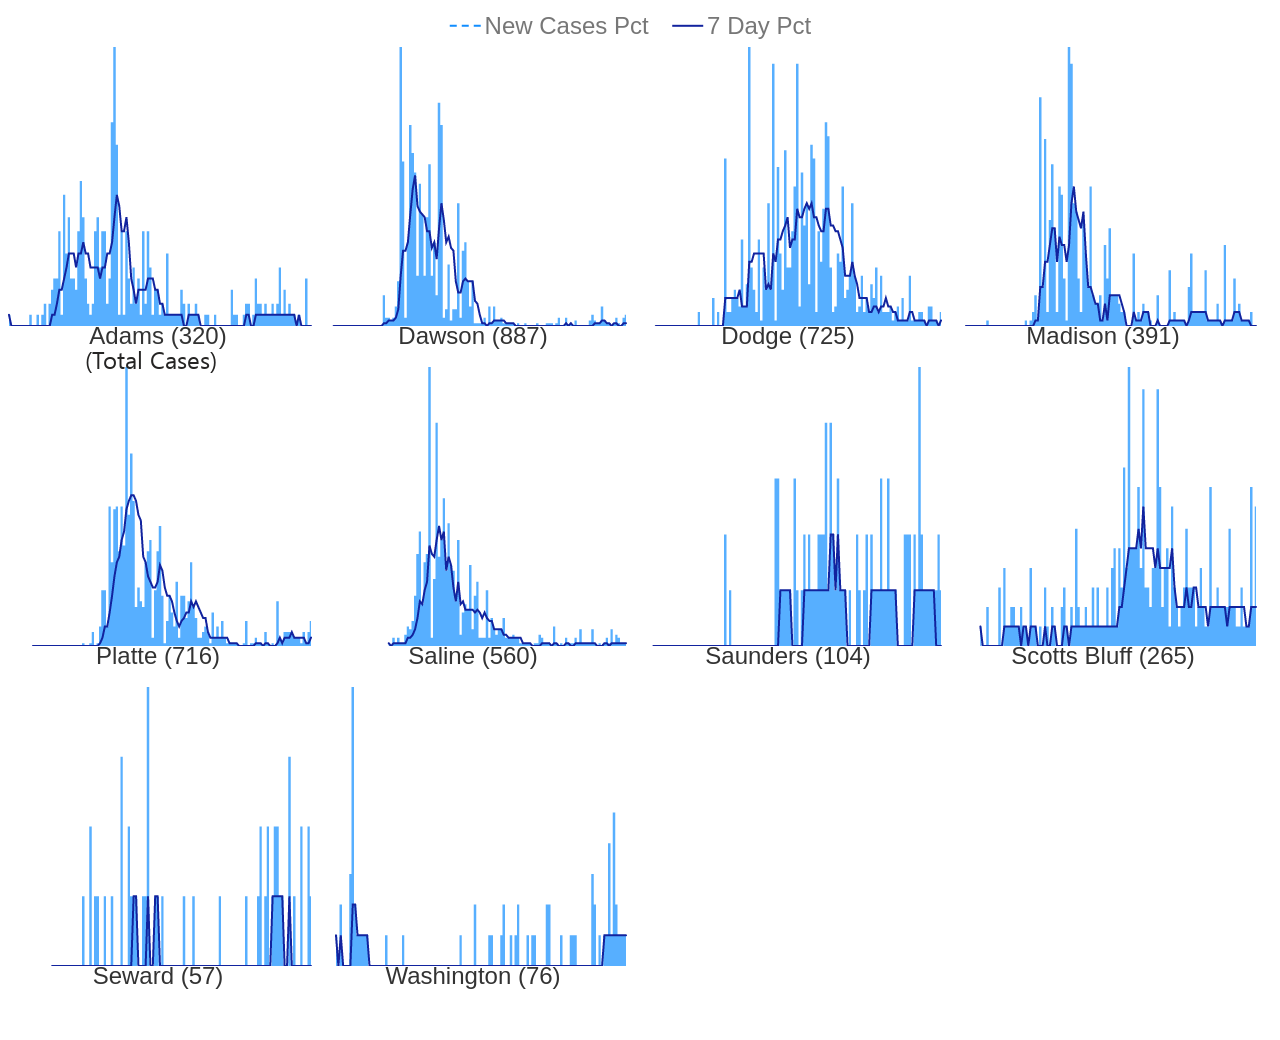 New Cases Pct 7 Day Pct
Adams (320) Dawson (887) Dodge (725) Madison (391)
(Total Cases)
Platte (716) Saline (560) Saunders (104) Scotts Bluff (265)
Seward (57) Washington (76)